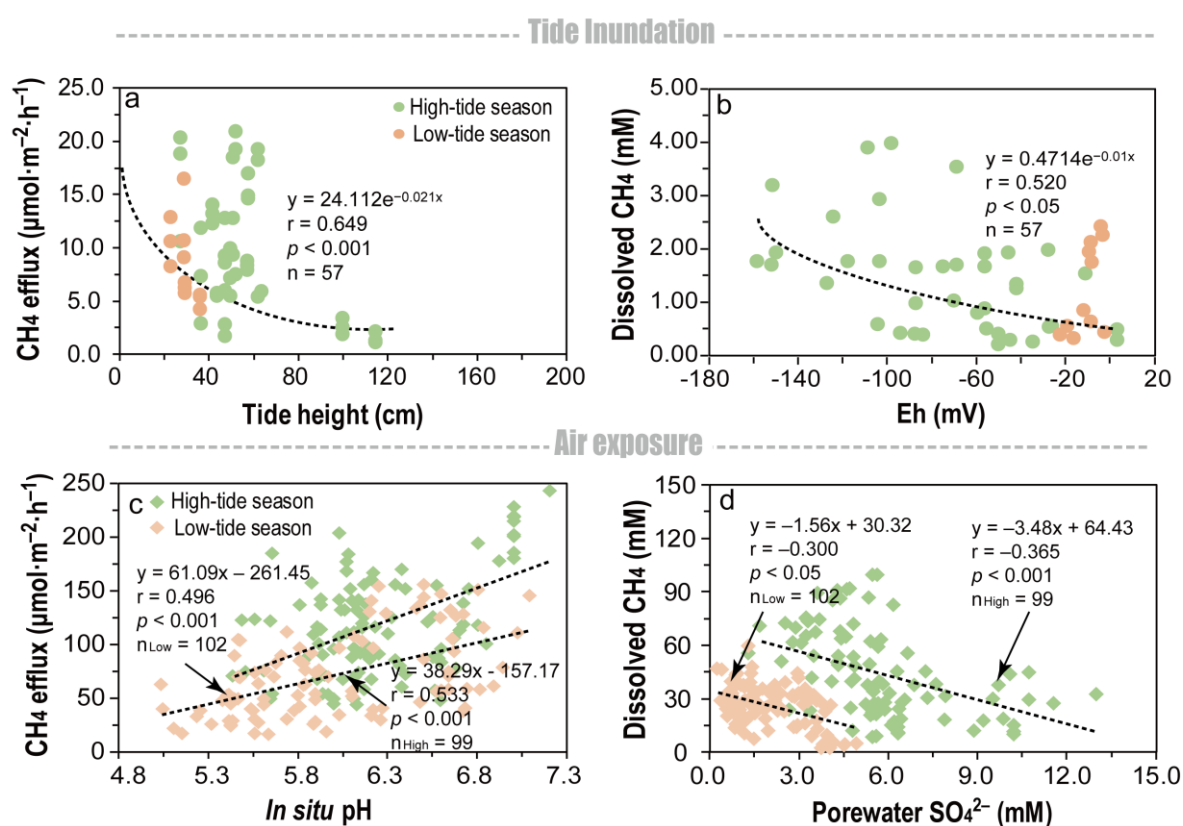 Tide Inundation
a
High-tide season
Low-tide season
y = 24.112e⁻⁰·⁰²¹ˣ
r = 0.649
p < 0.001
n = 57
CH₄ efflux (µmol·m⁻²·h⁻¹)
25.0
20.0
15.0
10.0
5.0
0.0
0
40
80
120
160
200
Tide height (cm)
b
y = 0.4714e⁻⁰·⁰¹ˣ
r = 0.520
p < 0.05
n = 57
Dissolved CH₄ (mM)
5.00
4.00
3.00
2.00
1.00
0.00
-180
-140
-100
-60
-20
20
Eh (mV)
Air exposure
c
High-tide season
Low-tide season
y = 61.09x − 261.45
r = 0.496
p < 0.001
nLow = 102
y = 38.29x - 157.17
r = 0.533
p < 0.001
nHigh = 99
CH₄ efflux (µmol·m⁻²·h⁻¹)
250
200
150
100
50
0
4.8
5.3
5.8
6.3
6.8
7.3
In situ pH
d
y = –1.56x + 30.32
r = –0.300
p < 0.05
nLow = 102
y = –3.48x + 64.43
r = –0.365
p < 0.001
nHigh = 99
Dissolved CH₄ (mM)
150
120
90
60
30
0
0.0
3.0
6.0
9.0
12.0
15.0
Porewater SO₄²⁻ (mM)